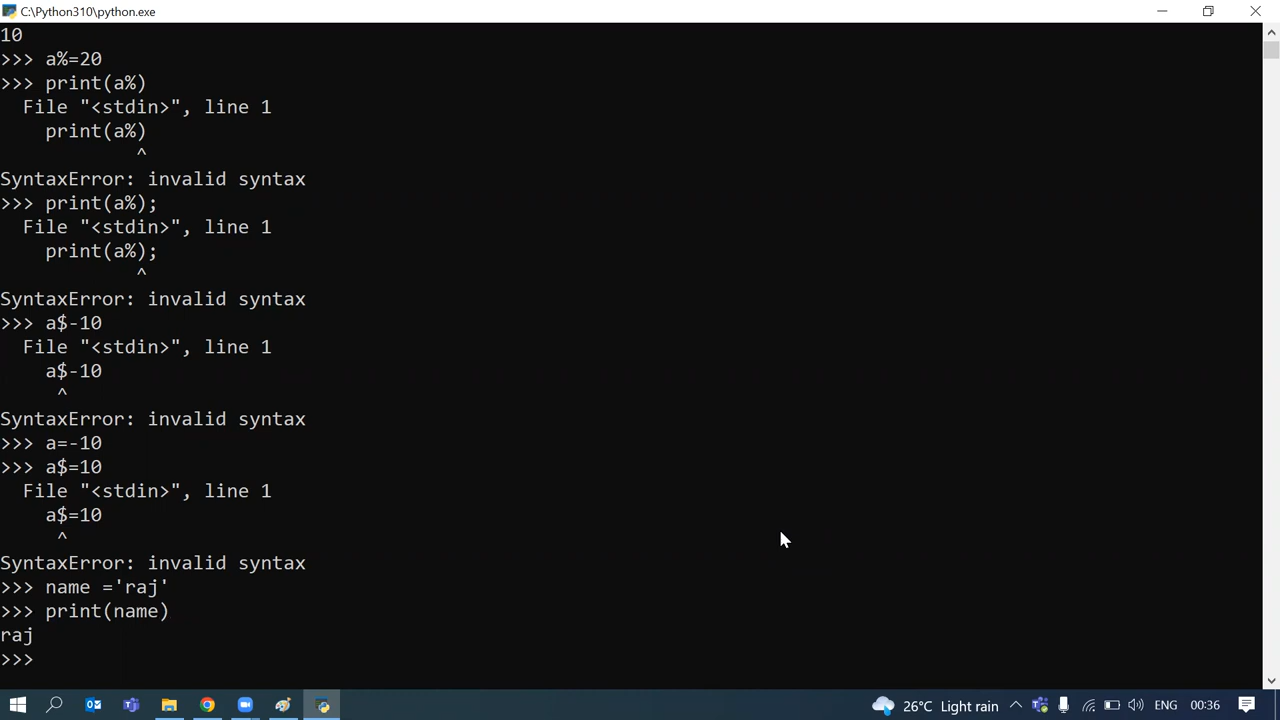 C:\Python310\python.exe
10
>>> a%=20
>>> print(a%)
  File "<stdin>", line 1
    print(a%)
            ^
SyntaxError: invalid syntax
>>> print(a%);
  File "<stdin>", line 1
    print(a%);
            ^
SyntaxError: invalid syntax
>>> a$-10
  File "<stdin>", line 1
    a$-10
     ^
SyntaxError: invalid syntax
>>> a=-10
>>> a$=10
  File "<stdin>", line 1
    a$=10
     ^
SyntaxError: invalid syntax
>>> name ='raj'
>>> print(name)
raj
>>>
26°C Light rain ENG 00:36